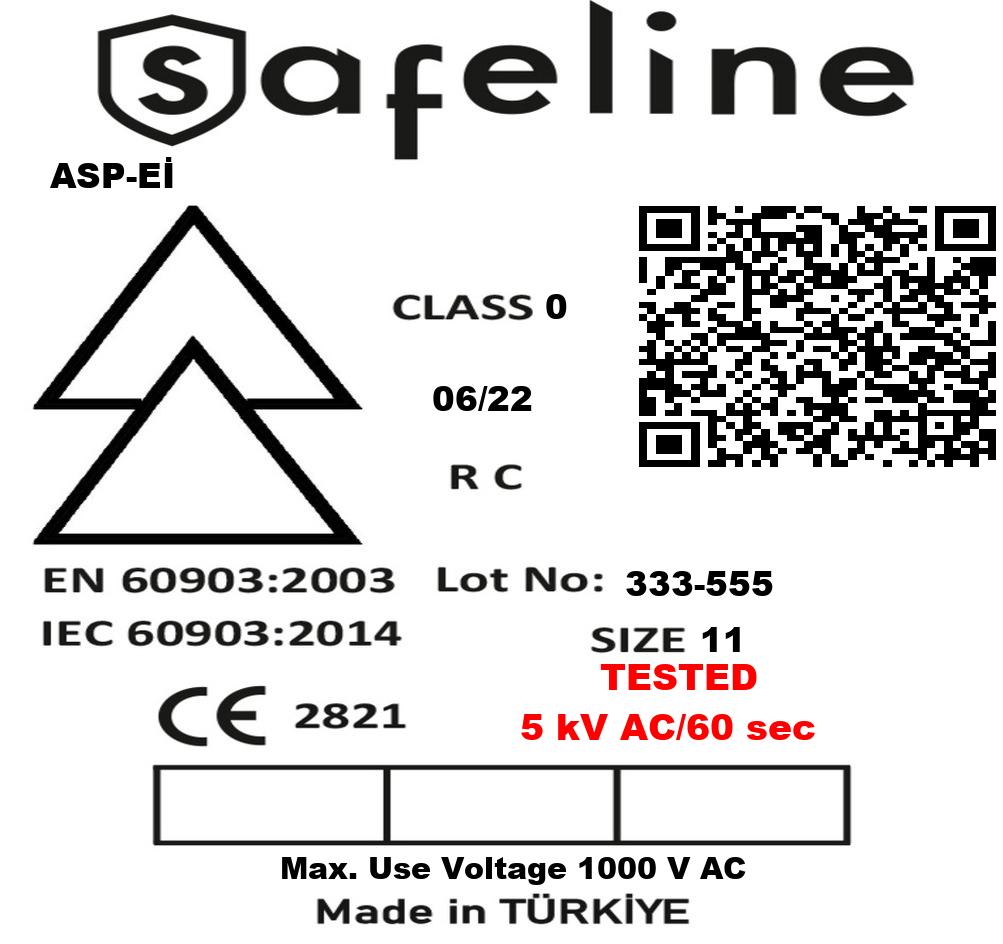 safeline
ASP-Eİ
CLASS 0
06/22
R C
EN 60903:2003
Lot No: 333-555
IEC 60903:2014
SIZE 11
TESTED
CE 2821
5 kV AC/60 sec
Max. Use Voltage 1000 V AC
Made in TÜRKİYE